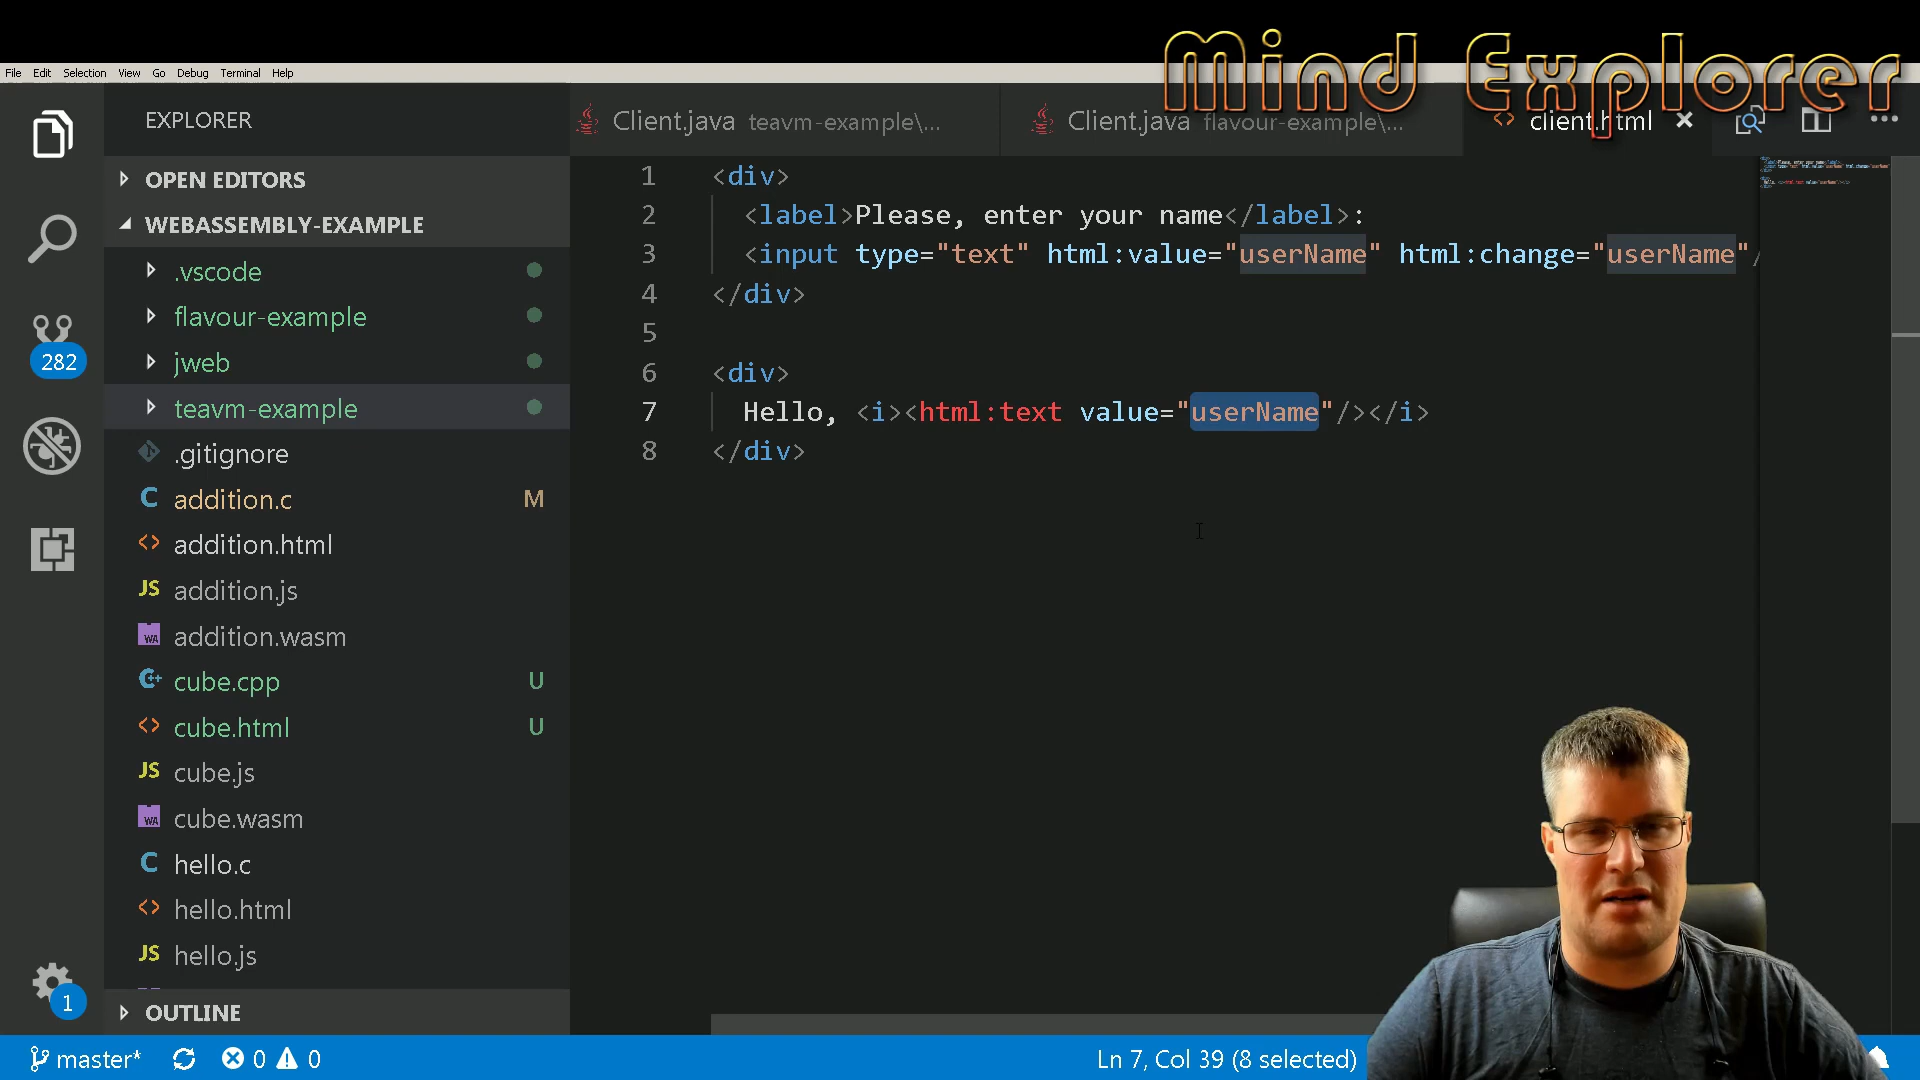 Mind Explorer
File Edit Selection View Go Debug Terminal Help
EXPLORER
OPEN EDITORS
WEBASSEMBLY-EXAMPLE
.vscode
flavour-example
jweb
teavm-example
.gitignore
addition.c M
addition.html
JS addition.js
WA addition.wasm
cube.cpp U
cube.html U
JS cube.js
WA cube.wasm
C hello.c
hello.html
JS hello.js
OUTLINE
282
1
Client.java teavm-example\...
Client.java flavour-example\...
client.html
1 <div>
2 <label>Please, enter your name</label>:
3 <input type="text" html:value="userName" html:change="userName"/
4 </div>
5
6 <div>
7 Hello, <i><html:text value="userName"/></i>
8 </div>
master* 0 0
Ln 7, Col 39 (8 selected)